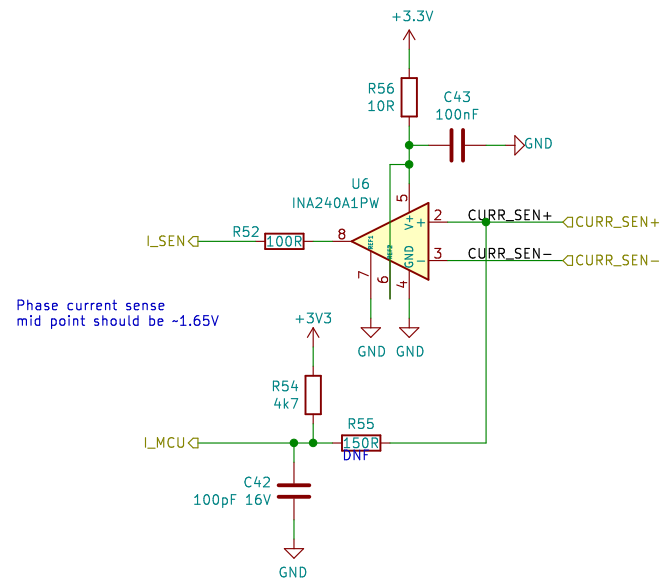 +3.3V
R56
10R
C43
100nF
GND
U6
INA240A1PW
5
V+
CURR_SEN+
2
+
CURR_SEN+
I_SEN
R52
100R
8
REF1
REF2
GND
CURR_SEN-
3
-
CURR_SEN-
7
6
4
GND
GND
Phase current sense
mid point should be ~1.65V
+3V3
R54
4k7
R55
150R
DNF
I_MCU
C42
100pF 16V
GND